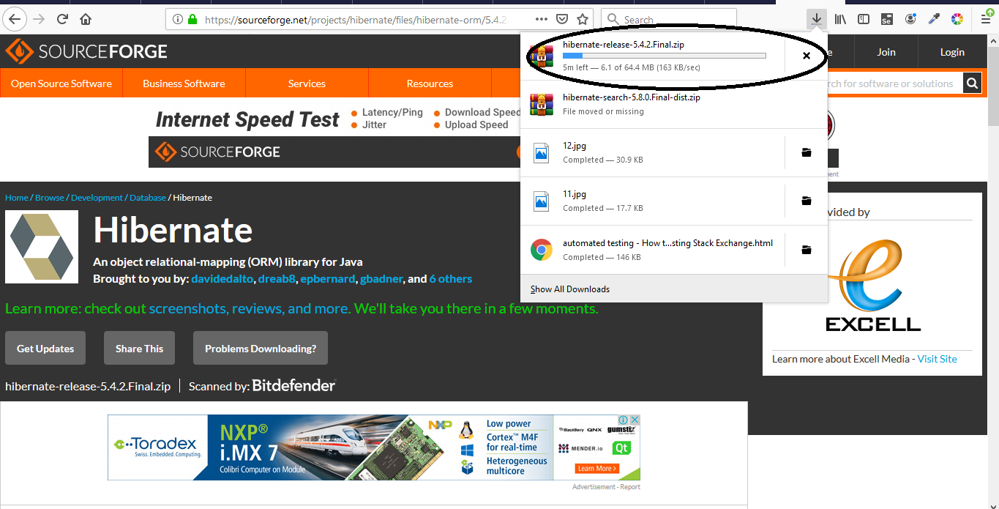 https://sourceforge.net/projects/hibernate/files/hibernate-orm/5.4.2
Search
SOURCEFORGE
Join
Login
Open Source Software
Business Software
Services
Resources
rch for software or solutions
hibernate-release-5.4.2.Final.zip
5m left — 6.1 of 64.4 MB (163 KB/sec)
hibernate-search-5.8.0.Final-dist.zip
File moved or missing
12.jpg
Completed — 30.9 KB
11.jpg
Completed — 17.7 KB
automated testing - How t...sting Stack Exchange.html
Completed — 146 KB
Show All Downloads
Internet Speed Test
Latency/Ping
Download Speed
Jitter
Upload Speed
SOURCEFORGE
Home / Browse / Development / Database / Hibernate
Hibernate
An object relational-mapping (ORM) library for Java
Brought to you by: davidedalto, dreab8, epbernard, gbadner, and 6 others
Learn more: check out screenshots, reviews, and more. We'll take you there in a few moments.
Get Updates
Share This
Problems Downloading?
hibernate-release-5.4.2.Final.zip
Scanned by: Bitdefender
vided by
EXCELL
Learn more about Excell Media - Visit Site
Toradex
Swiss. Embedded. Computing.
NXP®
i.MX 7
Colibri Computer on Module
NXP
Low power
Cortex™ M4F
for real-time
Heterogeneous
multicore
BlackBerry QNX gumstix
MENDER.io
Qt
Learn More >
Advertisement - Report